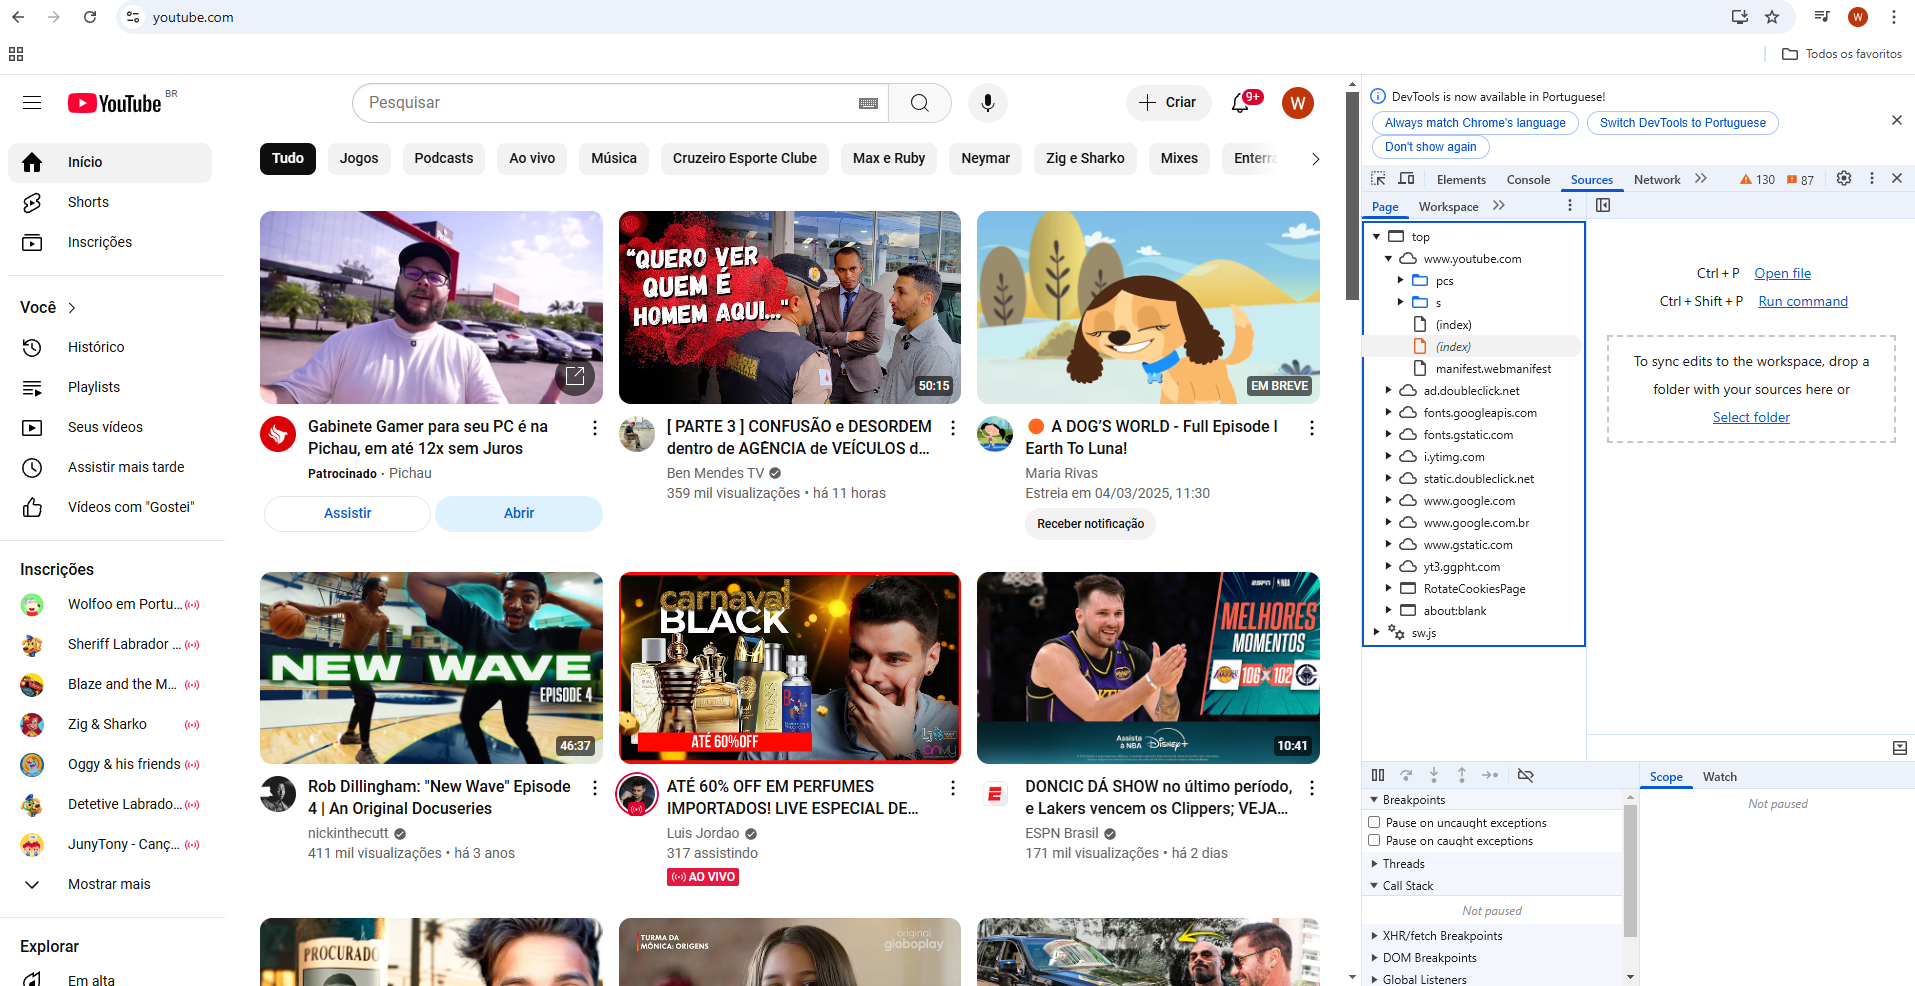 youtube.com
W
Todos os favoritos
YouTube BR
Pesquisar
Criar
9+
W
Tudo
Jogos
Podcasts
Ao vivo
Música
Cruzeiro Esporte Clube
Max e Ruby
Neymar
Zig e Sharko
Mixes
Enterra
Início
Shorts
Inscrições
Você
Histórico
Playlists
Seus vídeos
Assistir mais tarde
Vídeos com "Gostei"
Inscrições
Wolfoo em Portu...
Sheriff Labrador ...
Blaze and the M...
Zig & Sharko
Oggy & his friends
Detetive Labrado...
JunyTony - Canç...
Mostrar mais
Explorar
Em alta
Gabinete Gamer para seu PC é na
Pichau, em até 12x sem Juros
Patrocinado · Pichau
Assistir
Abrir
“QUERO VER
QUEM É
HOMEM AQUI..."
50:15
[ PARTE 3 ] CONFUSÃO e DESORDEM
dentro de AGÊNCIA de VEÍCULOS d...
Ben Mendes TV
359 mil visualizações • há 11 horas
EM BREVE
A DOG’S WORLD - Full Episode l
Earth To Luna!
Maria Rivas
Estreia em 04/03/2025, 11:30
Receber notificação
NEW WAVE
EPISODE 4
46:37
Rob Dillingham: "New Wave" Episode
4 | An Original Docuseries
nickinthecutt
411 mil visualizações • há 3 anos
carnaval
BLACK
ATÉ 60%OFF
ATÉ 60% OFF EM PERFUMES
IMPORTADOS! LIVE ESPECIAL DE...
Luis Jordao
317 assistindo
AO VIVO
ESPN NBA
MELHORES
MOMENTOS
LAKERS 106x102
Assista
à NBA Disney+
10:41
DONCIC DÁ SHOW no último período,
e Lakers vencem os Clippers; VEJA...
ESPN Brasil
171 mil visualizações • há 2 dias
PROCURADO
TURMA DA
MÔNICA: ORIGENS
original
globoplay
DevTools is now available in Portuguese!
Always match Chrome's language
Switch DevTools to Portuguese
Don't show again
Elements
Console
Sources
Network
130
87
Page
Workspace
top
www.youtube.com
pcs
s
(index)
(index)
manifest.webmanifest
ad.doubleclick.net
fonts.googleapis.com
fonts.gstatic.com
i.ytimg.com
static.doubleclick.net
www.google.com
www.google.com.br
www.gstatic.com
yt3.ggpht.com
RotateCookiesPage
about:blank
sw.js
Ctrl + P Open file
Ctrl + Shift + P Run command
To sync edits to the workspace, drop a
folder with your sources here or
Select folder
Breakpoints
Pause on uncaught exceptions
Pause on caught exceptions
Threads
Call Stack
Not paused
XHR/fetch Breakpoints
DOM Breakpoints
Global Listeners
Scope
Watch
Not paused